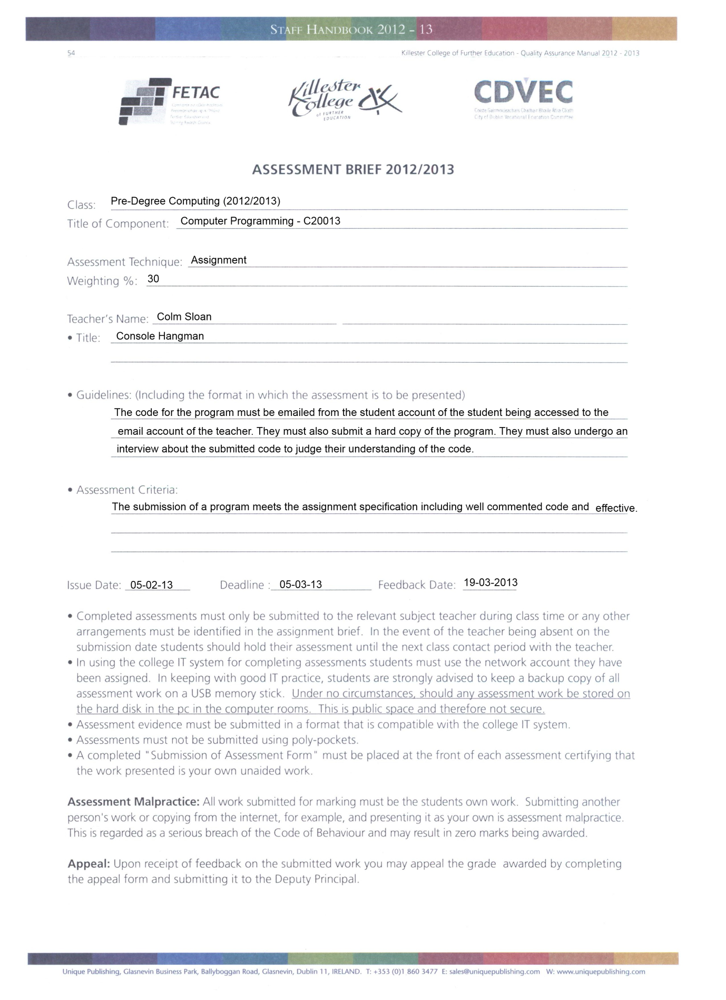 STAFF HANDBOOK 2012 – 13
54
Killester College of Further Education - Quality Assurance Manual 2012 - 2013
FETAC
Killester
College
of FURTHER
EDUCATION
CDVEC
Coiste Gairmoideachais Chathair Bhaile Átha Cliath
City of Dublin Vocational Education Committee
ASSESSMENT BRIEF 2012/2013
Class: Pre-Degree Computing (2012/2013)
Title of Component: Computer Programming - C20013
Assessment Technique: Assignment
Weighting %: 30
Teacher's Name: Colm Sloan
• Title: Console Hangman
• Guidelines: (Including the format in which the assessment is to be presented)
The code for the program must be emailed from the student account of the student being accessed to the
email account of the teacher. They must also submit a hard copy of the program. They must also undergo an
interview about the submitted code to judge their understanding of the code.
• Assessment Criteria:
The submission of a program meets the assignment specification including well commented code and effective.
Issue Date: 05-02-13 Deadline : 05-03-13 Feedback Date: 19-03-2013
• Completed assessments must only be submitted to the relevant subject teacher during class time or any other
arrangements must be identified in the assignment brief. In the event of the teacher being absent on the
submission date students should hold their assessment until the next class contact period with the teacher.
• In using the college IT system for completing assessments students must use the network account they have
been assigned. In keeping with good IT practice, students are strongly advised to keep a backup copy of all
assessment work on a USB memory stick. Under no circumstances, should any assessment work be stored on
the hard disk in the pc in the computer rooms. This is public space and therefore not secure.
• Assessment evidence must be submitted in a format that is compatible with the college IT system.
• Assessments must not be submitted using poly-pockets.
• A completed "Submission of Assessment Form" must be placed at the front of each assessment certifying that
the work presented is your own unaided work.
Assessment Malpractice: All work submitted for marking must be the students own work. Submitting another
person's work or copying from the internet, for example, and presenting it as your own is assessment malpractice.
This is regarded as a serious breach of the Code of Behaviour and may result in zero marks being awarded.
Appeal: Upon receipt of feedback on the submitted work you may appeal the grade awarded by completing
the appeal form and submitting it to the Deputy Principal.
Unique Publishing, Glasnevin Business Park, Ballyboggan Road, Glasnevin, Dublin 11, IRELAND. T: +353 (0)1 860 3477 E: sales@uniquepublishing.com W: www.uniquepublishing.com